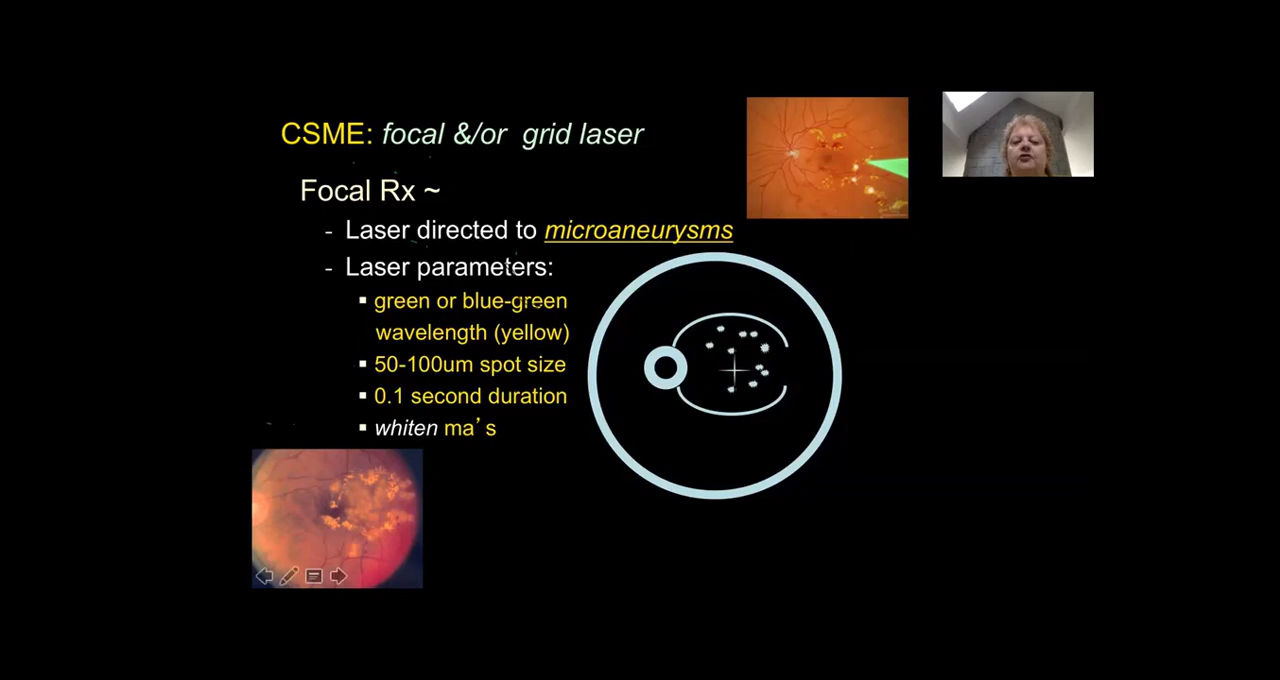 CSME: focal &/or grid laser
Focal Rx ~
- Laser directed to microaneurysms
- Laser parameters:
▪ green or blue-green
wavelength (yellow)
▪ 50-100um spot size
▪ 0.1 second duration
▪ whiten ma's